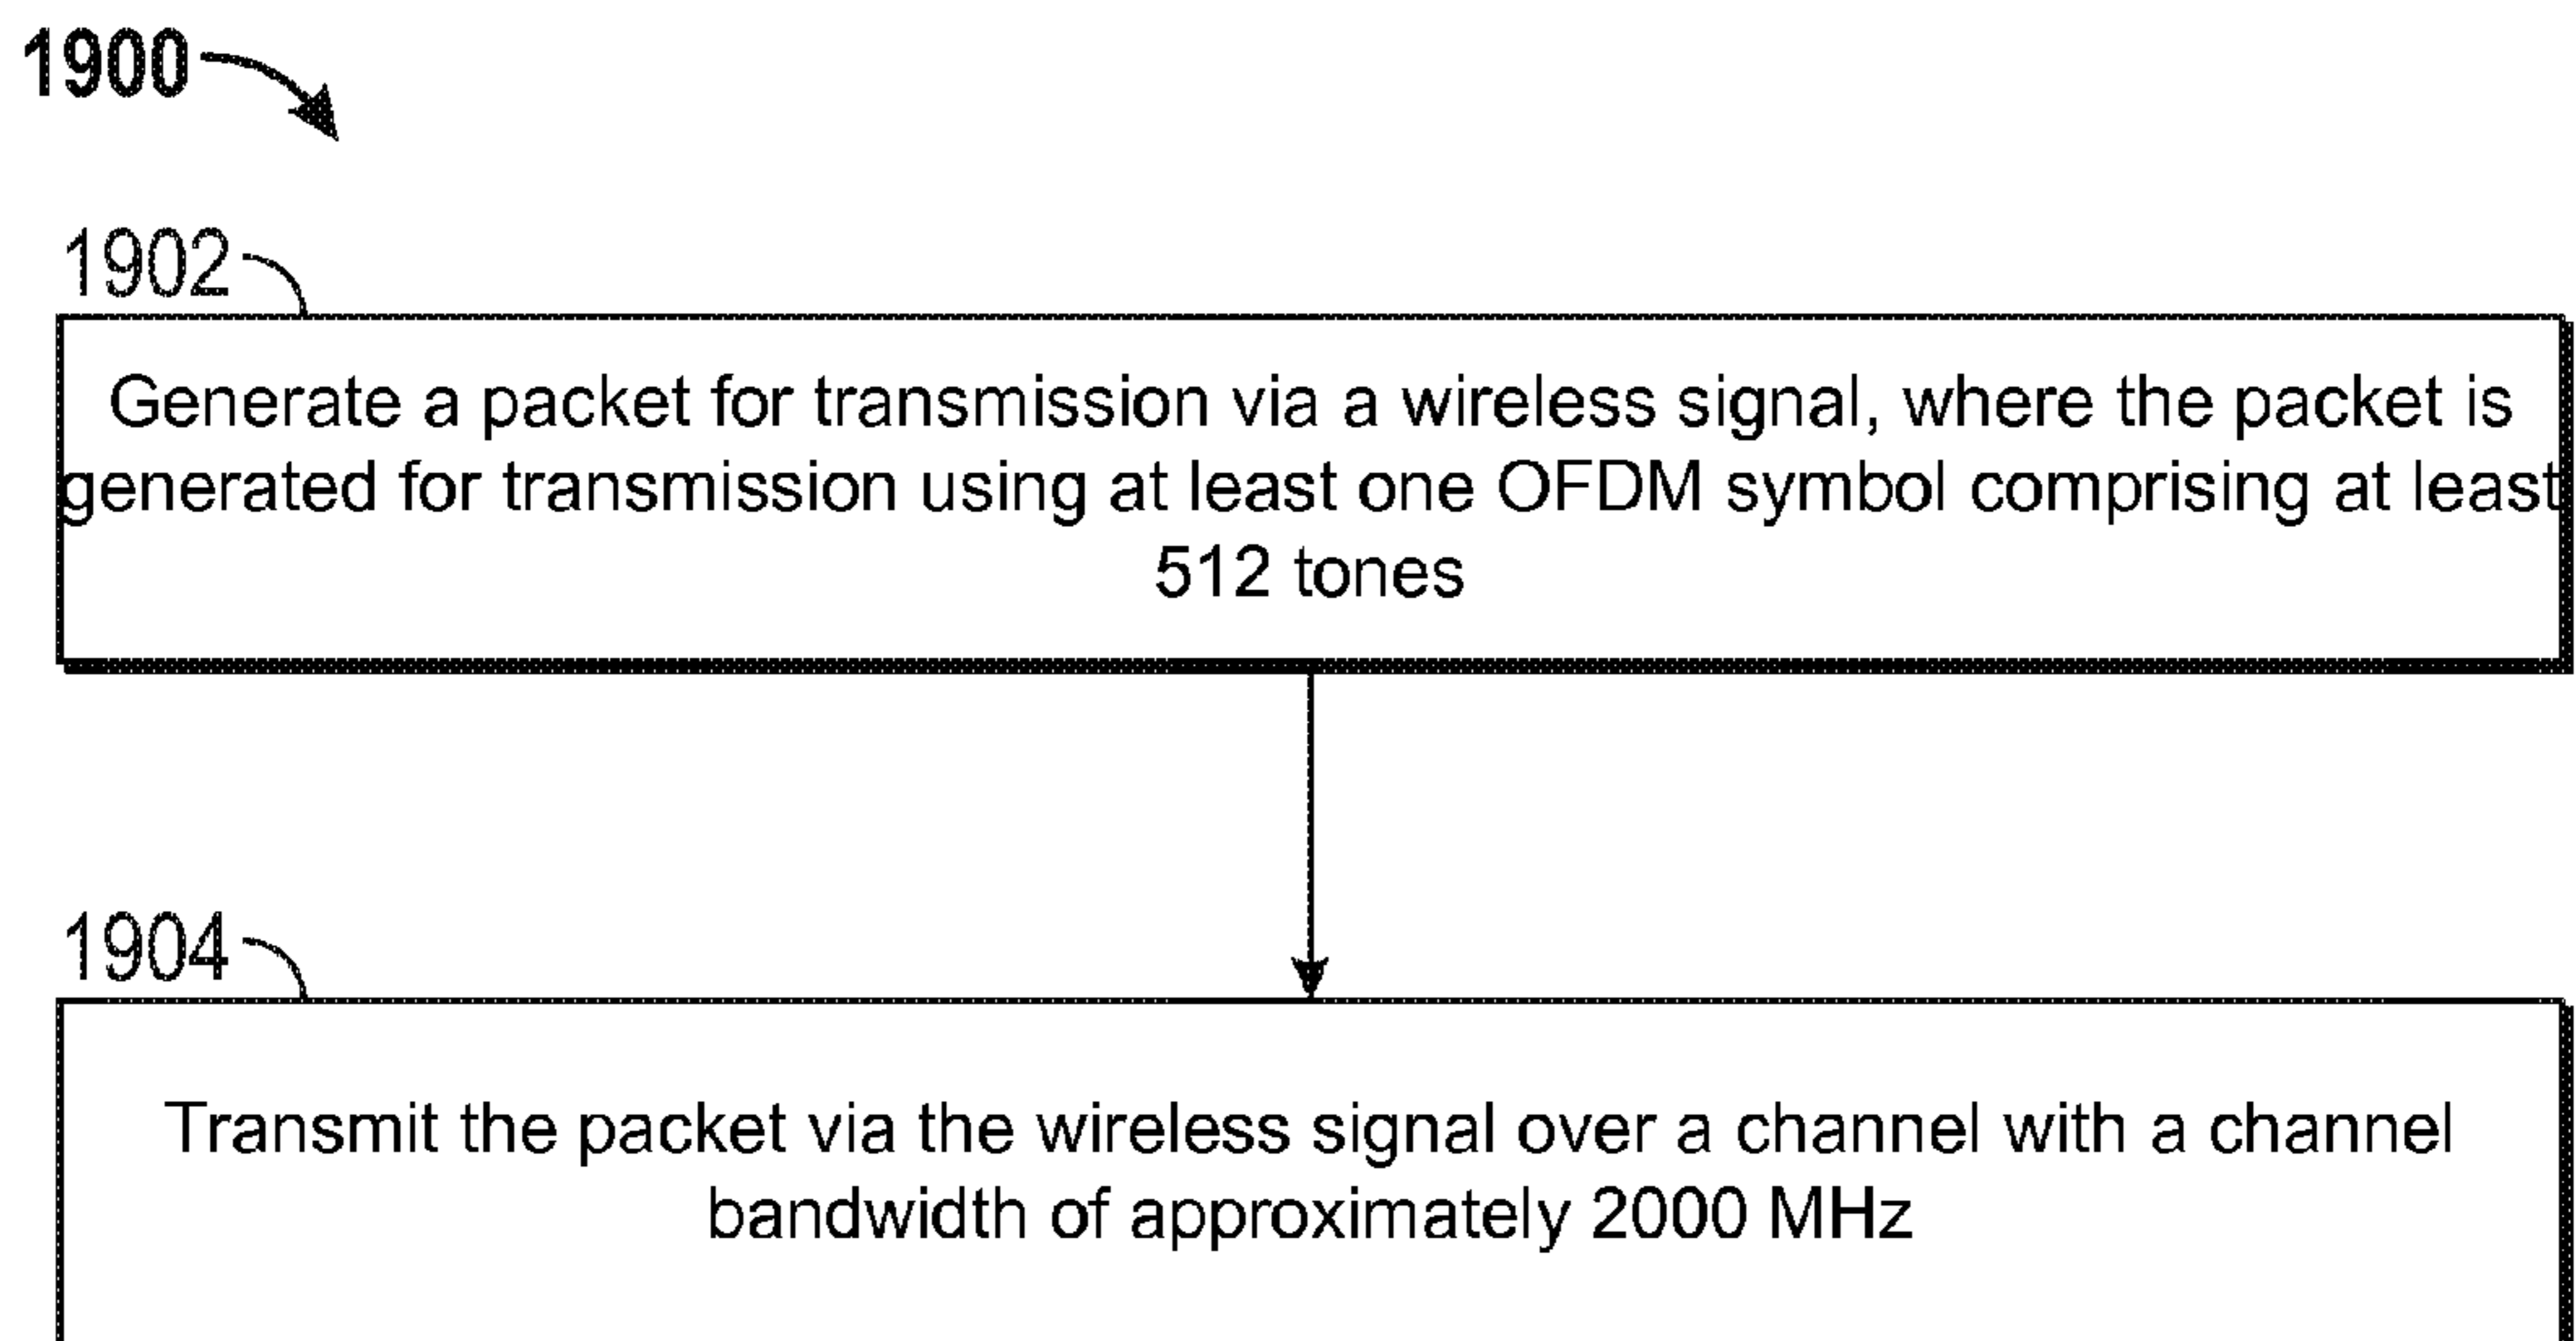 1900
1902
Generate a packet for transmission via a wireless signal, where the packet is
generated for transmission using at least one OFDM symbol comprising at least
512 tones
1904
Transmit the packet via the wireless signal over a channel with a channel
bandwidth of approximately 2000 MHz